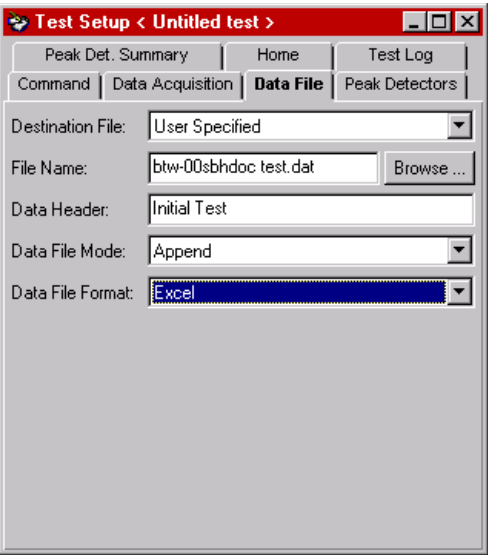 Test Setup < Untitled test >
Peak Det. Summary Home Test Log
Command Data Acquisition Data File Peak Detectors
Destination File: User Specified
File Name: btw-00sbhdoc test.dat Browse ...
Data Header: Initial Test
Data File Mode: Append
Data File Format: Excel